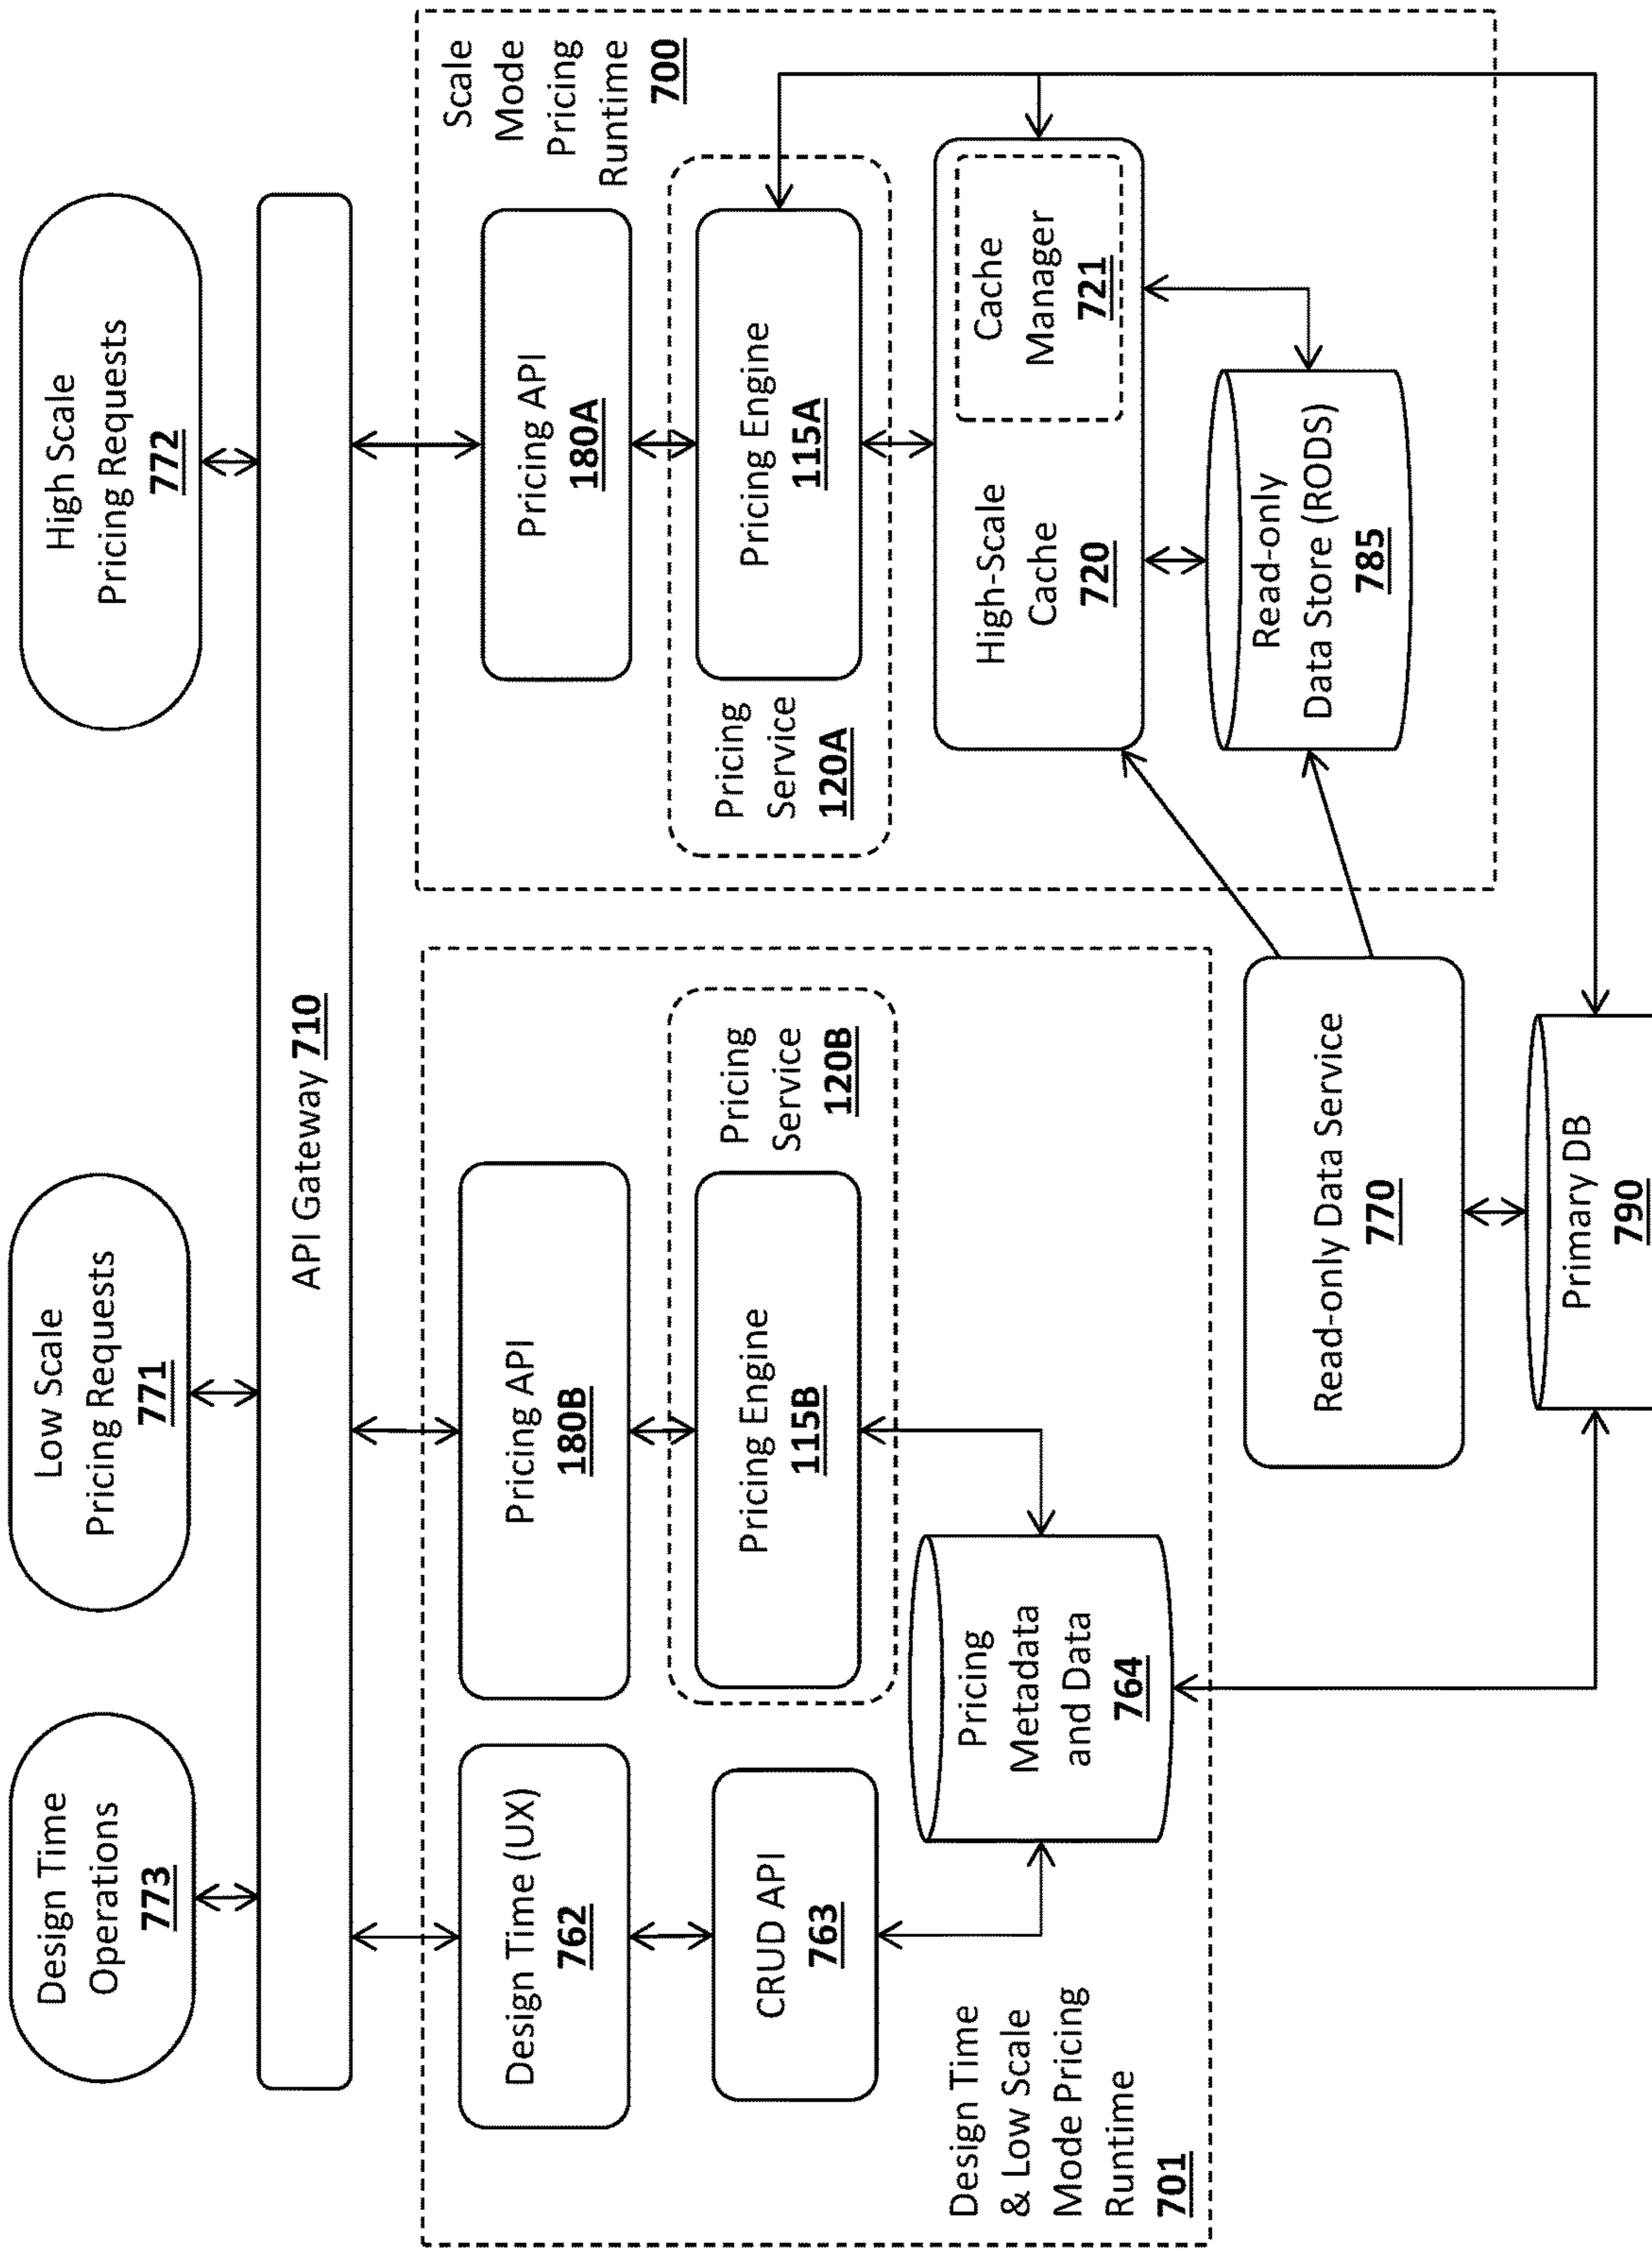 Design Time
Operations
773
Low Scale
Pricing Requests
771
High Scale
Pricing Requests
772
API Gateway 710
Design Time (UX)
762
CRUD API
763
Pricing API
180B
Pricing Engine
115B
Pricing
Service
120B
Pricing
Metadata
and Data
764
Design Time
& Low Scale
Mode Pricing
Runtime
701
Scale
Mode
Pricing
Runtime
700
Pricing API
180A
Pricing Service
120A
Pricing Engine
115A
High-Scale
Cache
720
Cache
Manager
721
Read-only
Data Store (RODS)
785
Read-only Data Service
770
Primary DB
790